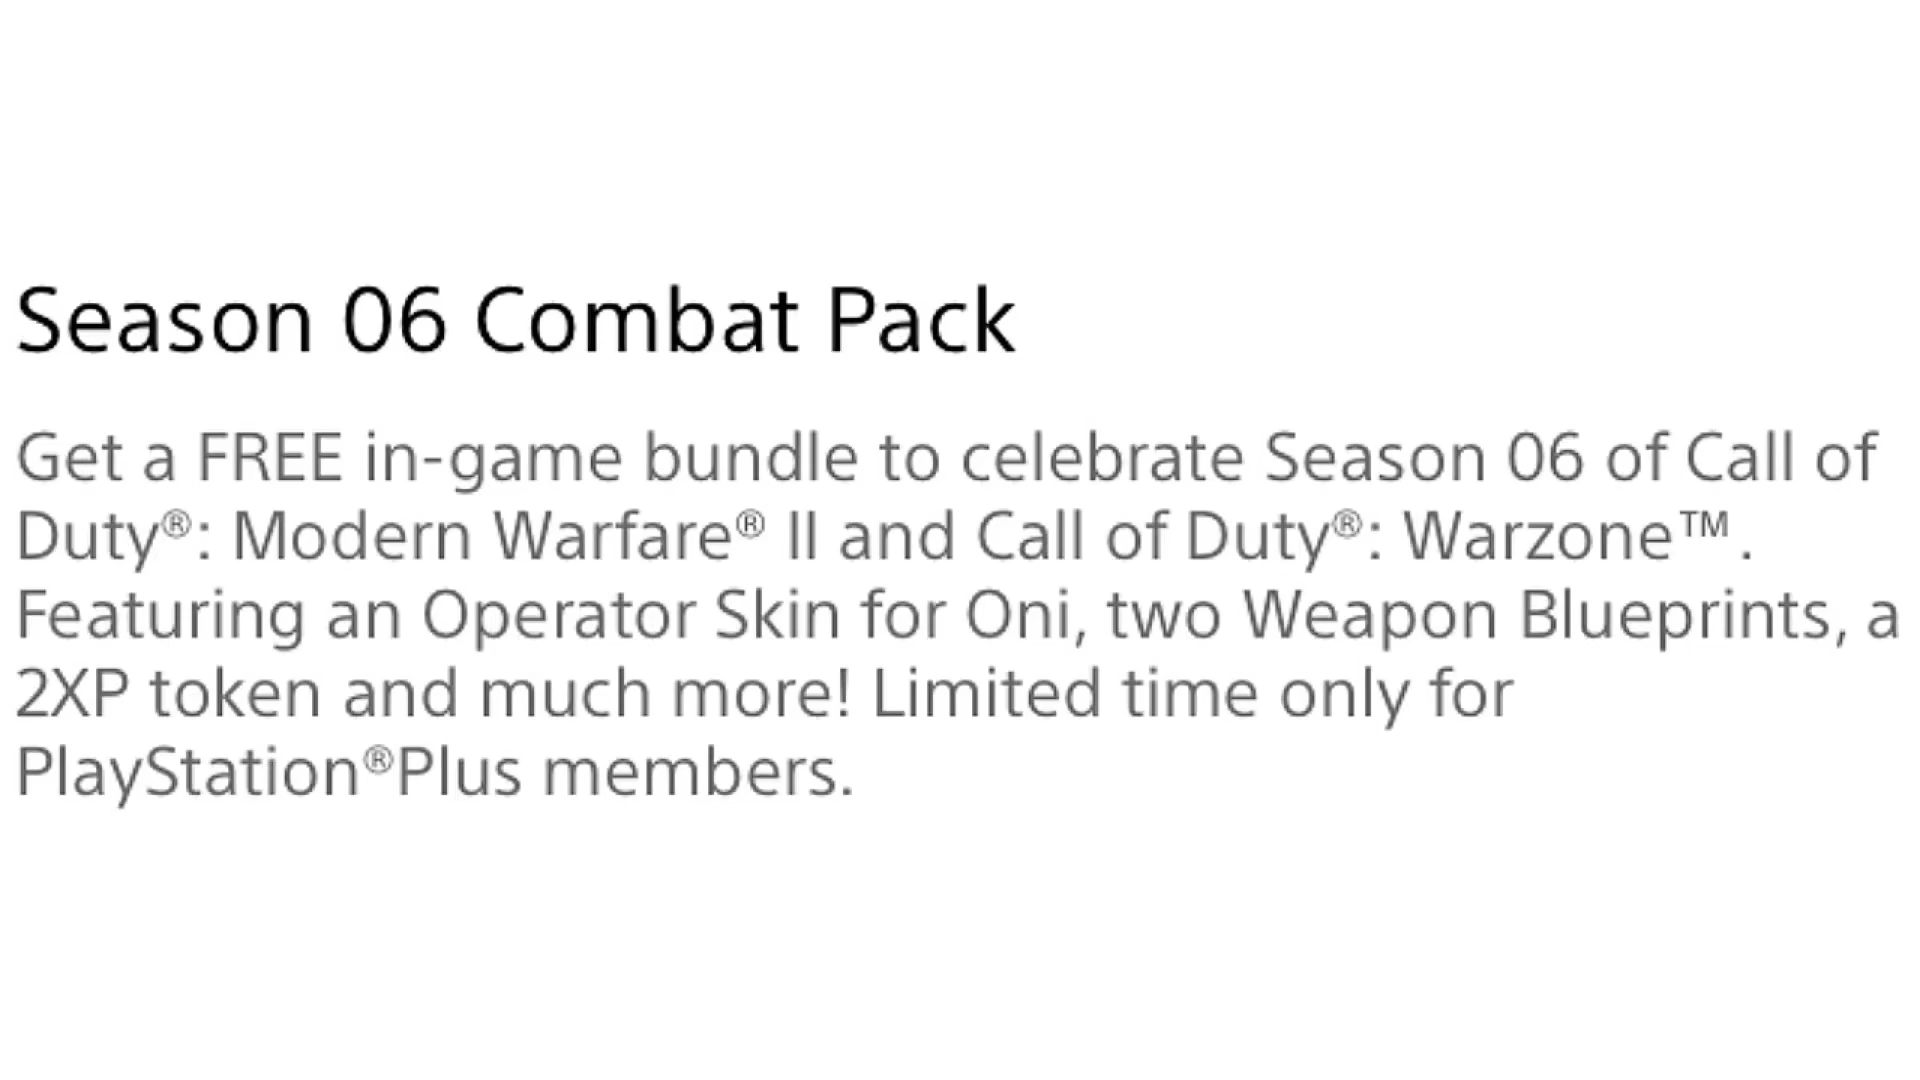 Season 06 Combat Pack
Get a FREE in-game bundle to celebrate Season 06 of Call of
Duty®: Modern Warfare® II and Call of Duty®: Warzone™.
Featuring an Operator Skin for Oni, two Weapon Blueprints, a
2XP token and much more! Limited time only for
PlayStation®Plus members.